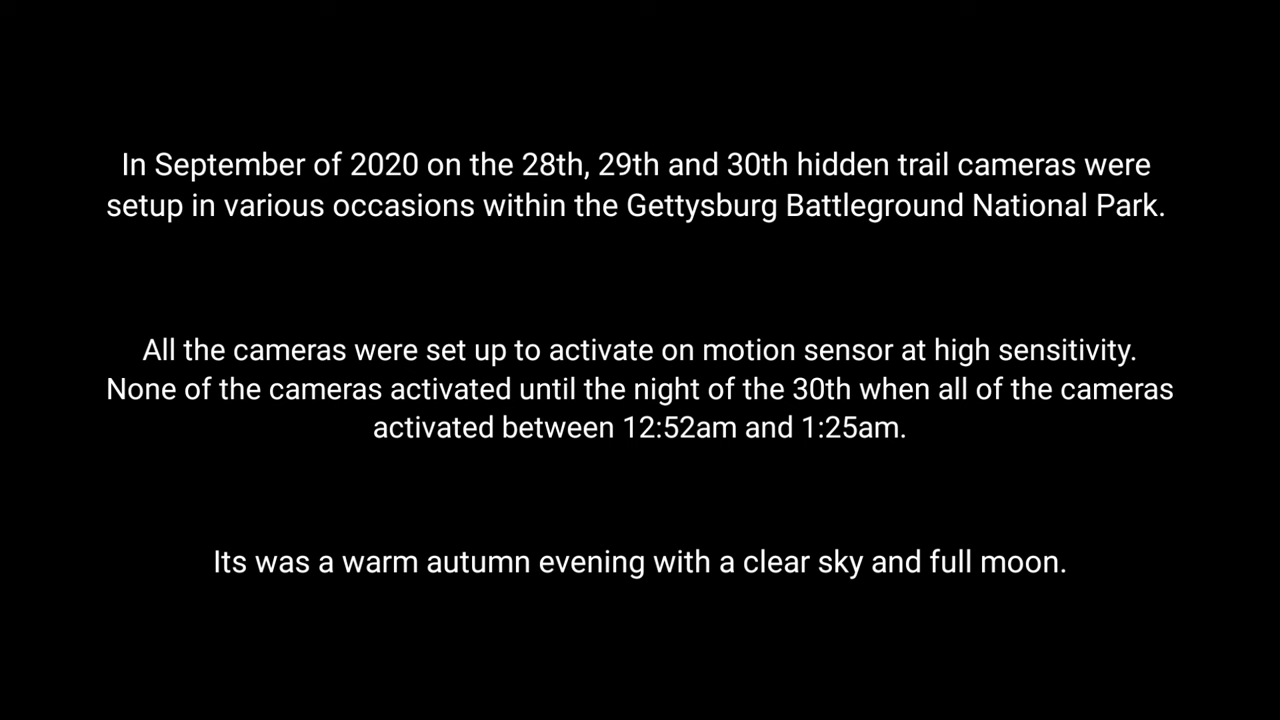 In September of 2020 on the 28th, 29th and 30th hidden trail cameras were
setup in various occasions within the Gettysburg Battleground National Park.
All the cameras were set up to activate on motion sensor at high sensitivity.
None of the cameras activated until the night of the 30th when all of the cameras
activated between 12:52am and 1:25am.
Its was a warm autumn evening with a clear sky and full moon.